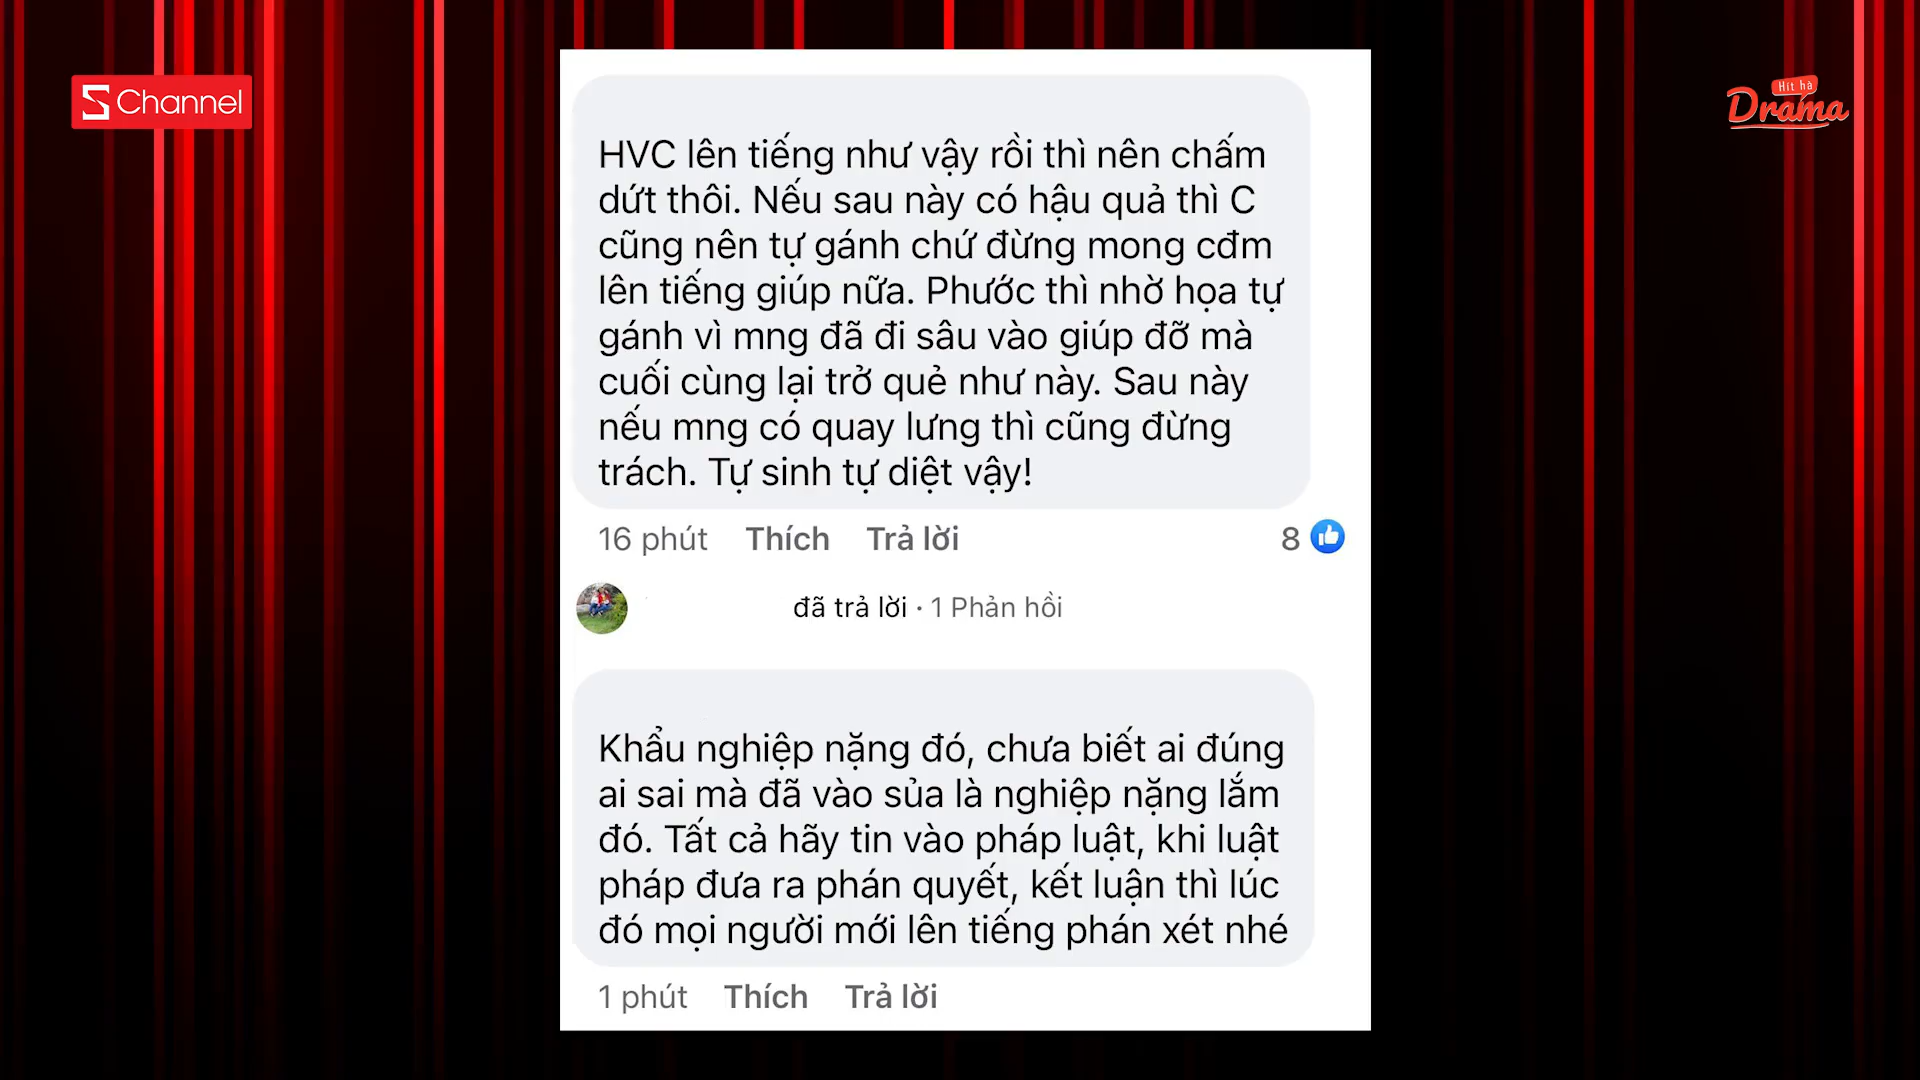 S Channel
Hít hà
Drama
HVC lên tiếng như vậy rồi thì nên chấm
dứt thôi. Nếu sau này có hậu quả thì C
cũng nên tự gánh chứ đừng mong cđm
lên tiếng giúp nữa. Phước thì nhờ họa tự
gánh vì mng đã đi sâu vào giúp đỡ mà
cuối cùng lại trở quẻ như này. Sau này
nếu mng có quay lưng thì cũng đừng
trách. Tự sinh tự diệt vậy!
16 phút Thích Trả lời 8
đã trả lời · 1 Phản hồi
Khẩu nghiệp nặng đó, chưa biết ai đúng
ai sai mà đã vào sủa là nghiệp nặng lắm
đó. Tất cả hãy tin vào pháp luật, khi luật
pháp đưa ra phán quyết, kết luận thì lúc
đó mọi người mới lên tiếng phán xét nhé
1 phút Thích Trả lời